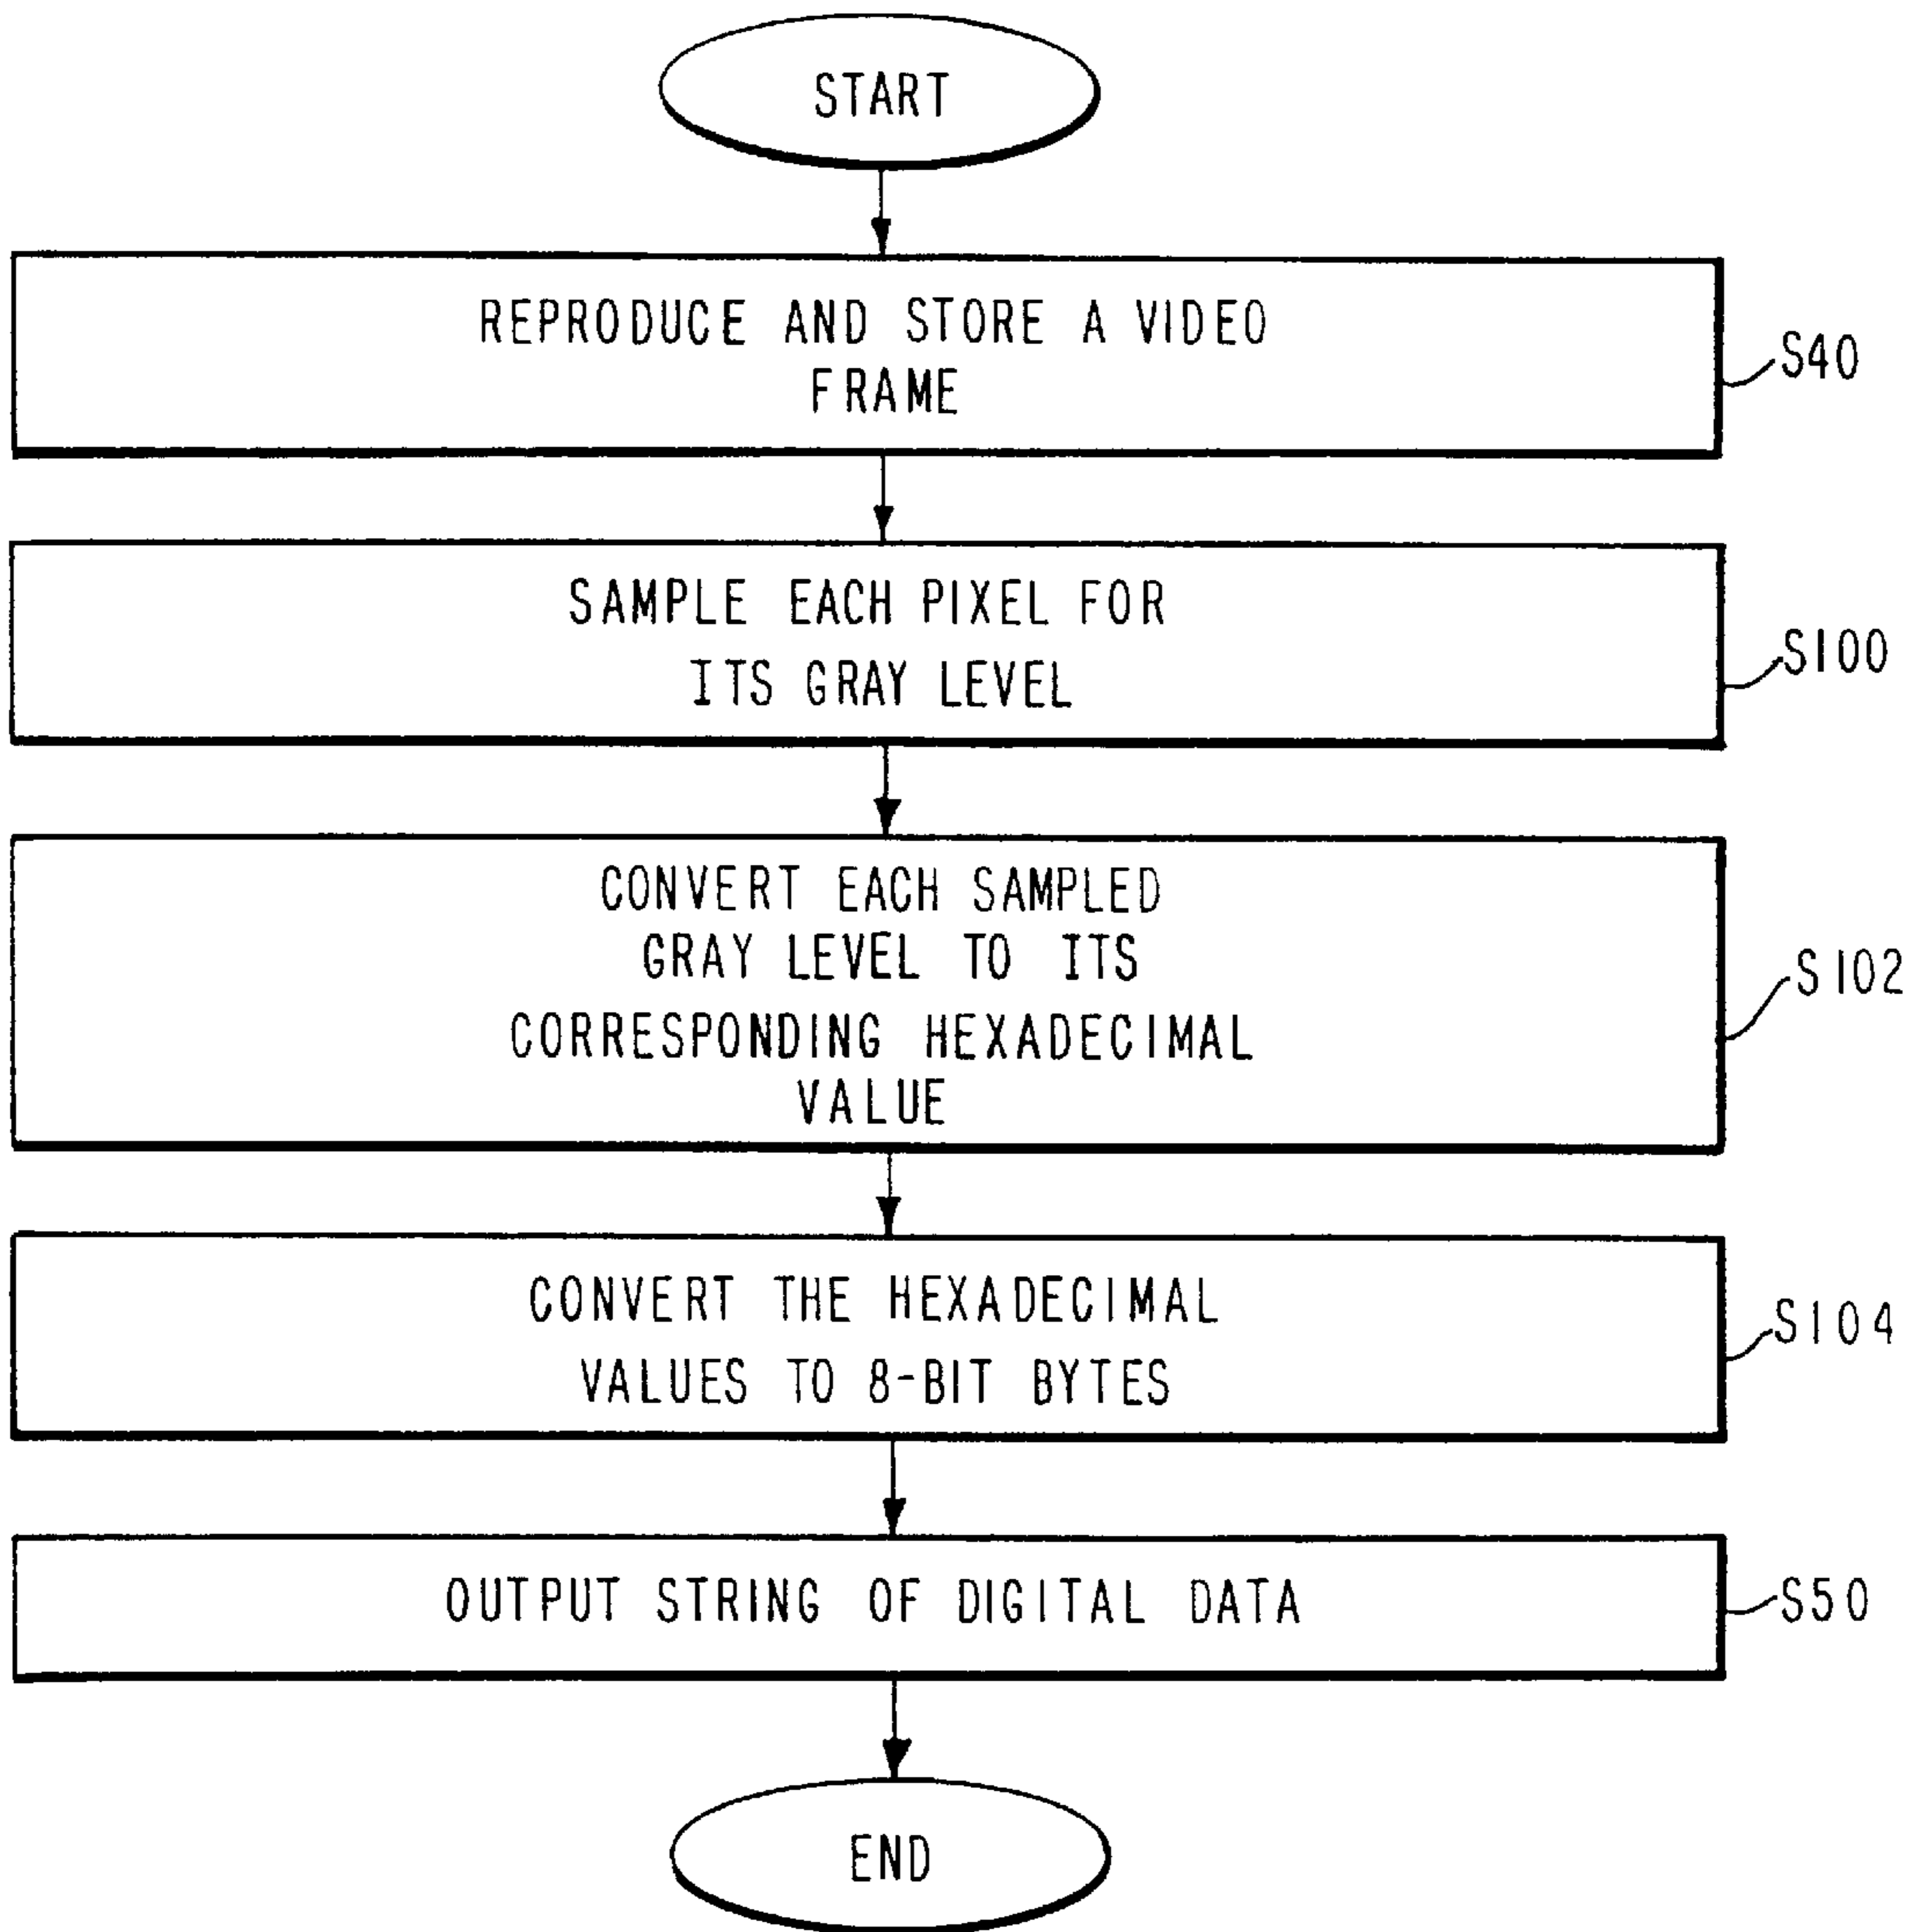 START
REPRODUCE AND STORE A VIDEO
FRAME
S40
SAMPLE EACH PIXEL FOR
ITS GRAY LEVEL
S100
CONVERT EACH SAMPLED
GRAY LEVEL TO ITS
CORRESPONDING HEXADECIMAL
VALUE
S102
CONVERT THE HEXADECIMAL
VALUES TO 8-BIT BYTES
S104
OUTPUT STRING OF DIGITAL DATA
S50
END